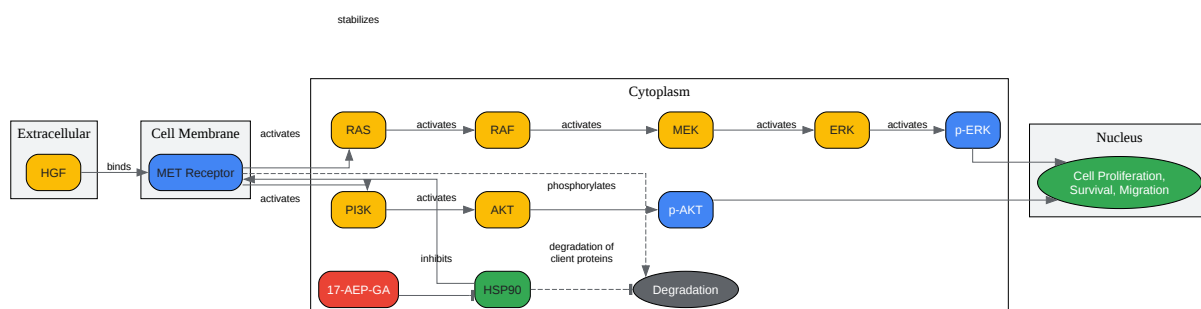 stabilizes
Cytoplasm
Extracellular
Cell Membrane
Nucleus
HGF
binds
MET Receptor
activates
activates
RAS
activates
RAF
activates
MEK
activates
ERK
activates
p-ERK
Cell Proliferation,
Survival, Migration
PI3K
activates
AKT
phosphorylates
p-AKT
17-AEP-GA
inhibits
HSP90
degradation of
client proteins
Degradation